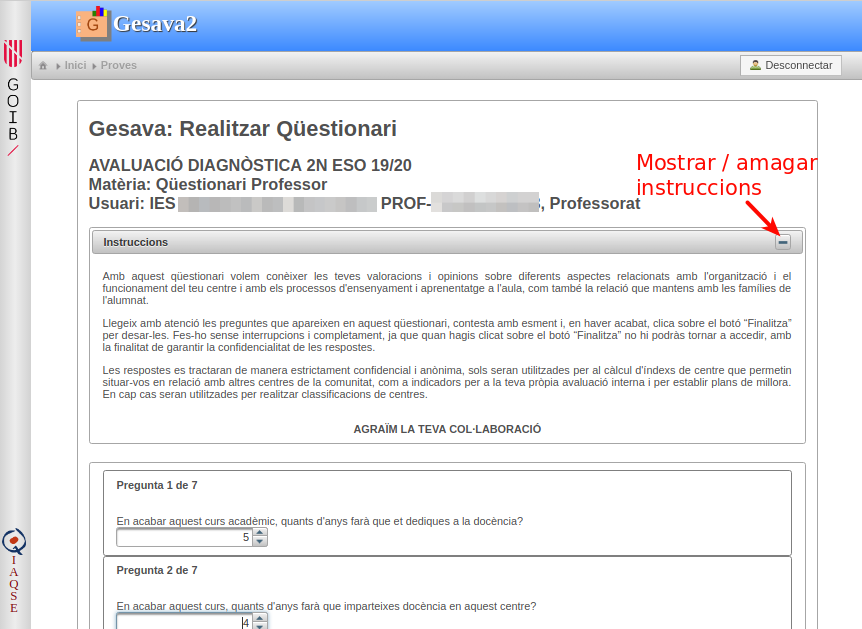 Gesava2
G
Inici Proves
Desconnectar
GOIB
Gesava: Realitzar Qüestionari
AVALUACIÓ DIAGNÒSTICA 2N ESO 19/20
Matèria: Qüestionari Professor
Usuari: IES PROF- , Professorat
Mostrar / amagar
instruccions
Instruccions
Amb aquest qüestionari volem conèixer les teves valoracions i opinions sobre diferents aspectes relacionats amb l'organització i el
funcionament del teu centre i amb els processos d'ensenyament i aprenentatge a l'aula, com també la relació que mantens amb les famílies de
l'alumnat.
Llegeix amb atenció les preguntes que apareixen en aquest qüestionari, contesta amb esment i, en haver acabat, clica sobre el botó “Finalitza”
per desar-les. Fes-ho sense interrupcions i completament, ja que quan hagis clicat sobre el botó “Finalitza” no hi podràs tornar a accedir, amb
la finalitat de garantir la confidencialitat de les respostes.
Les respostes es tractaran de manera estrictament confidencial i anònima, sols seran utilitzades per al càlcul d'índexs de centre que permetin
situar-vos en relació amb altres centres de la comunitat, com a indicadors per a la teva pròpia avaluació interna i per establir plans de millora.
En cap cas seran utilitzades per realitzar classificacions de centres.
AGRAÏM LA TEVA COL·LABORACIÓ
Pregunta 1 de 7
En acabar aquest curs acadèmic, quants d'anys farà que et dediques a la docència?
5
Pregunta 2 de 7
En acabar aquest curs, quants d'anys farà que imparteixes docència en aquest centre?
4
IAQSE